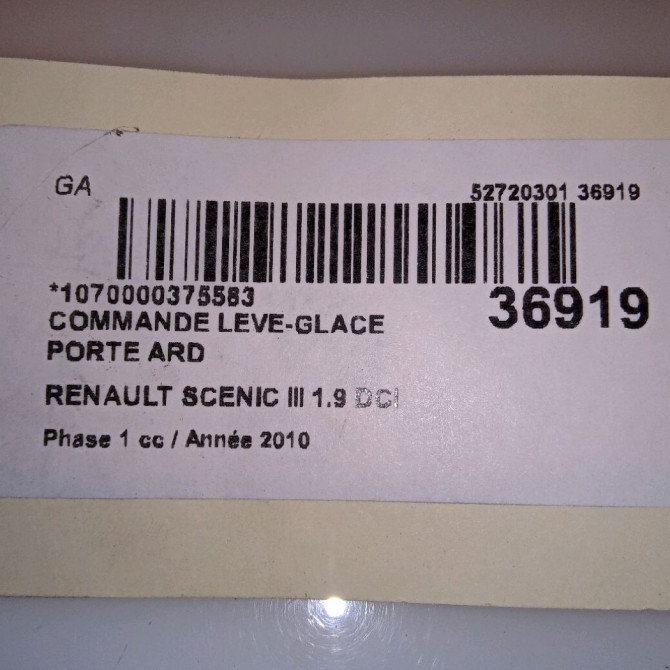 GA
52720301 36919
*1070000375583
36919
COMMANDE LEVE-GLACE
PORTE ARD
RENAULT SCENIC III 1.9 DCI
Phase 1 cc / Année 2010